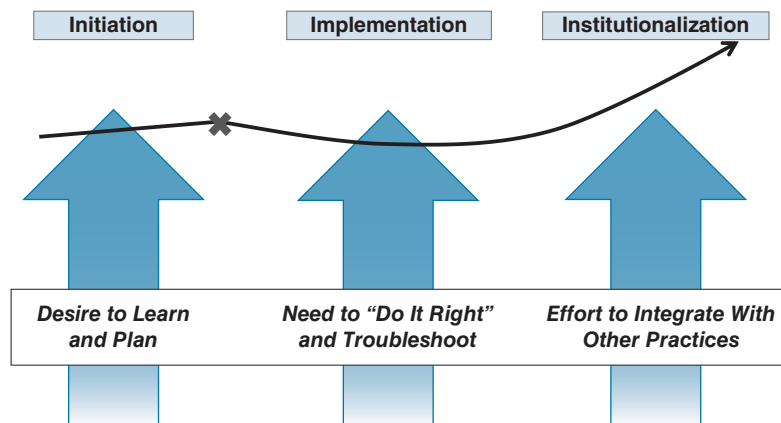 Initiation
Implementation
Institutionalization
Desire to Learn
and Plan
Need to “Do It Right”
and Troubleshoot
Effort to Integrate With
Other Practices